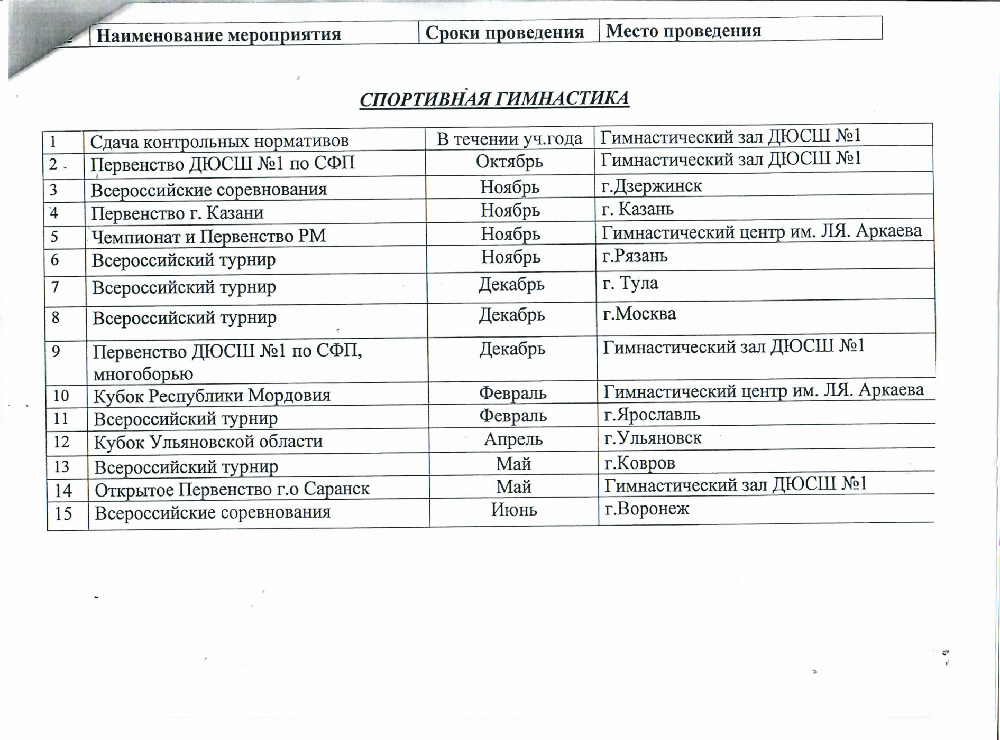 № Наименование мероприятия Сроки проведения Место проведения
СПОРТИВНАЯ ГИМНАСТИКА
1 Сдача контрольных нормативов В течении уч.года Гимнастический зал ДЮСШ №1
2 Первенство ДЮСШ №1 по СФП Октябрь Гимнастический зал ДЮСШ №1
3 Всероссийские соревнования Ноябрь г.Дзержинск
4 Первенство г. Казани Ноябрь г. Казань
5 Чемпионат и Первенство РМ Ноябрь Гимнастический центр им. ЛЯ. Аркаева
6 Всероссийский турнир Ноябрь г.Рязань
7 Всероссийский турнир Декабрь г. Тула
8 Всероссийский турнир Декабрь г.Москва
9 Первенство ДЮСШ №1 по СФП, Декабрь Гимнастический зал ДЮСШ №1
многоборью
10 Кубок Республики Мордовия Февраль Гимнастический центр им. ЛЯ. Аркаева
11 Всероссийский турнир Февраль г.Ярославль
12 Кубок Ульяновской области Апрель г.Ульяновск
13 Всероссийский турнир Май г.Ковров
14 Открытое Первенство г.о Саранск Май Гимнастический зал ДЮСШ №1
15 Всероссийские соревнования Июнь г.Воронеж